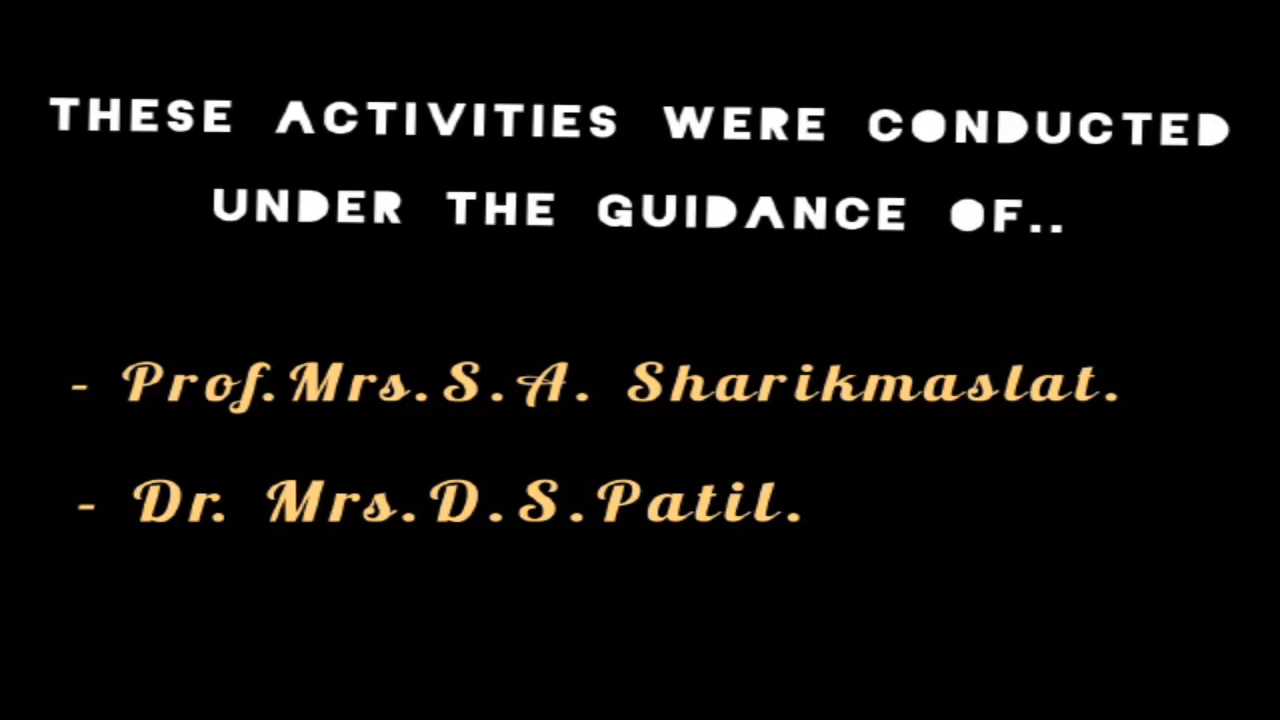 THESE ACTIVITIES WERE CONDUCTED
UNDER THE GUIDANCE OF..
- Prof.Mrs.S.A. Sharikmaslat.
- Dr. Mrs.D.S.Patil.